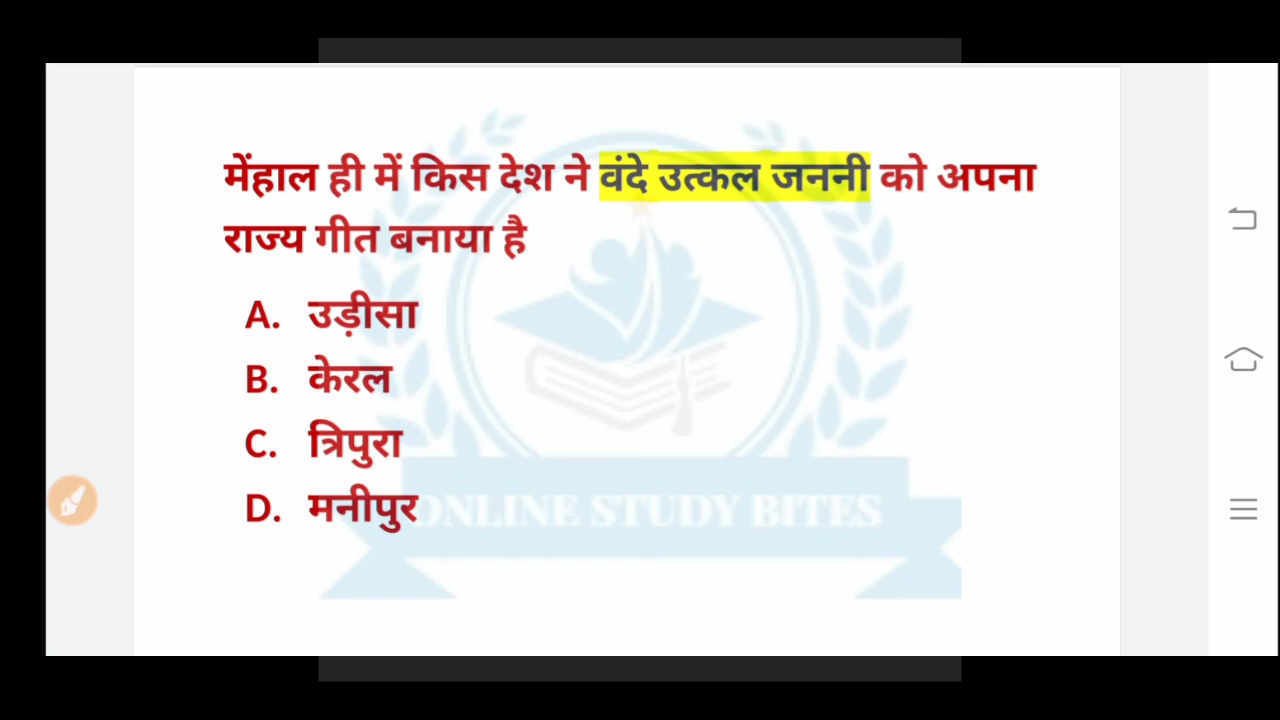 मेंहाल ही में किस देश ने वंदे उत्कल जननी को अपना
राज्य गीत बनाया है
A. उड़ीसा
B. केरल
C. त्रिपुरा
D. मनीपुर
ONLINE STUDY BITES